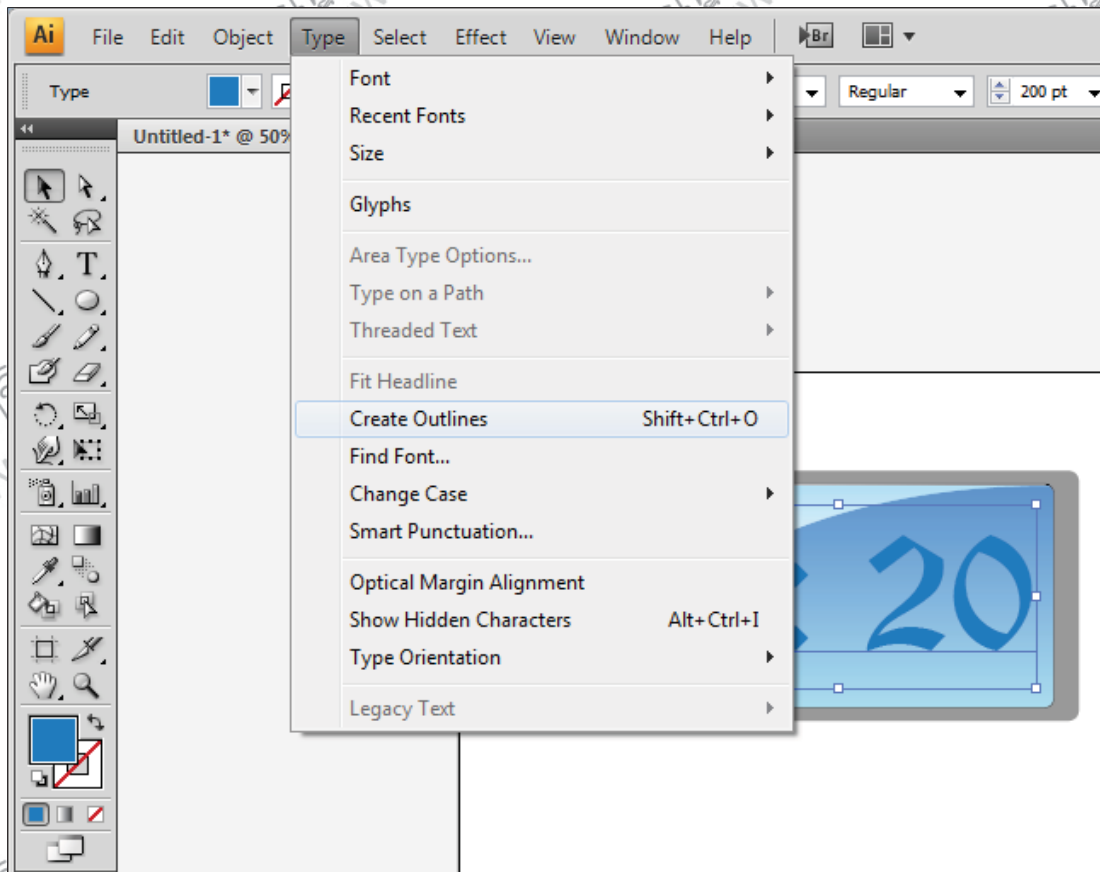 Ai File Edit Object Type Select Effect View Window Help Br
Type Regular 200 pt
Untitled-1* @ 50%
Font
Recent Fonts
Size
Glyphs
Area Type Options...
Type on a Path
Threaded Text
Fit Headline
Create Outlines Shift+Ctrl+O
Find Font...
Change Case
Smart Punctuation...
Optical Margin Alignment
Show Hidden Characters Alt+Ctrl+I
Type Orientation
Legacy Text
T
20